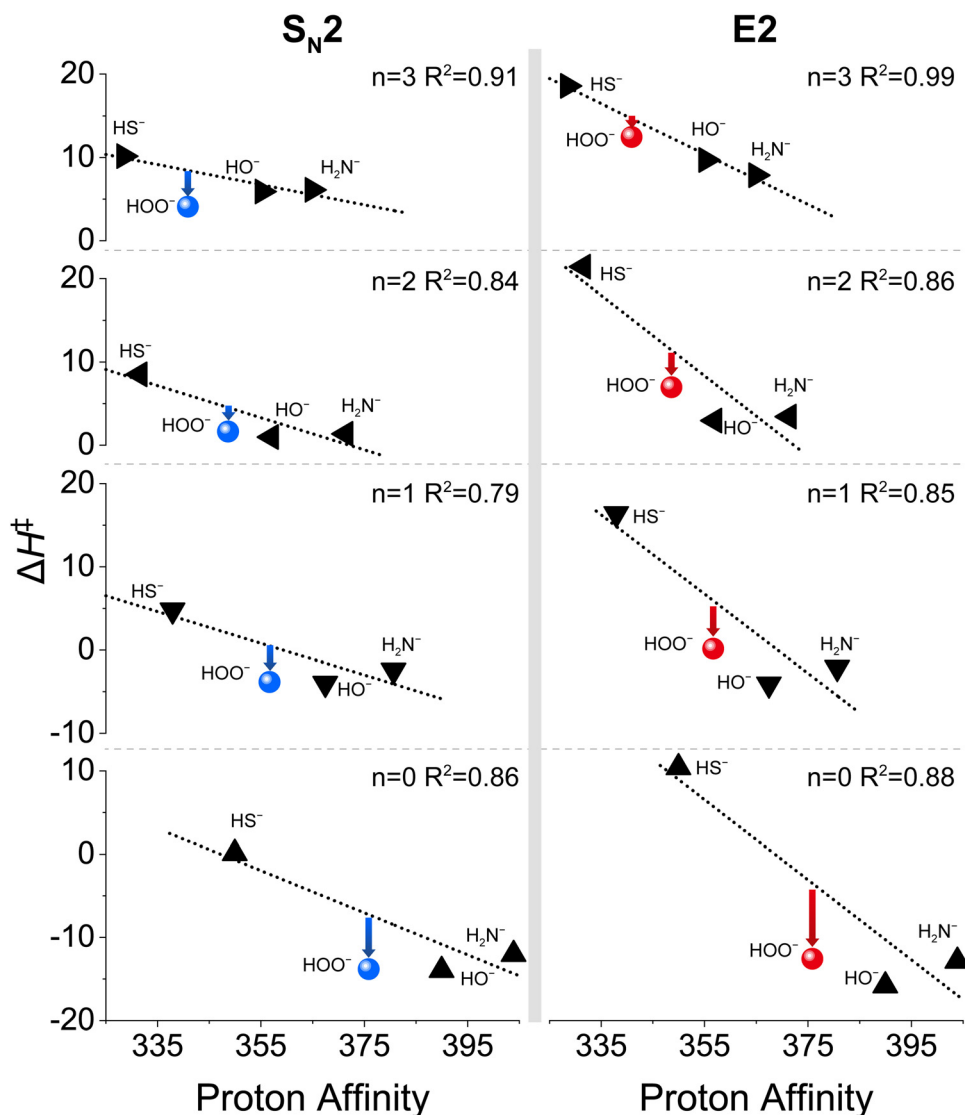 S_N2
E2
n=3 R²=0.91
HS⁻
HO⁻
H₂N⁻
HOO⁻
20
10
0
n=3 R²=0.99
HS⁻
HO⁻
HOO⁻
H₂N⁻
n=2 R²=0.84
HS⁻
HO⁻
H₂N⁻
HOO⁻
20
10
0
n=2 R²=0.86
HS⁻
HOO⁻
HO⁻
H₂N⁻
n=1 R²=0.79
HS⁻
HOO⁻
HO⁻
H₂N⁻
20
10
0
-10
n=1 R²=0.85
HS⁻
HOO⁻
HO⁻
H₂N⁻
ΔH‡
n=0 R²=0.86
HS⁻
HOO⁻
HO⁻
H₂N⁻
10
0
-10
-20
n=0 R²=0.88
HS⁻
HOO⁻
HO⁻
H₂N⁻
335 355 375 395
335 355 375 395
Proton Affinity
Proton Affinity